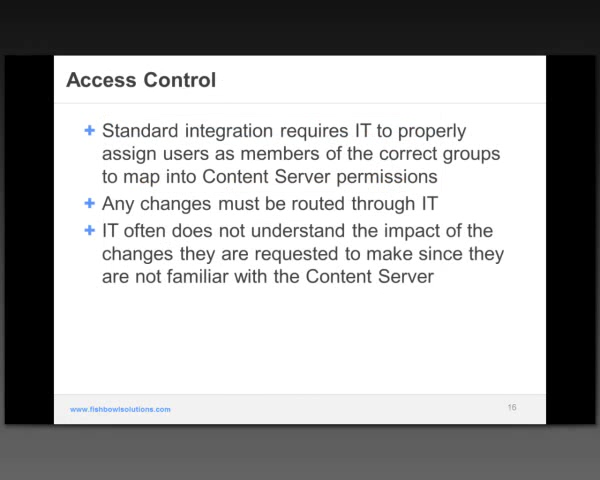 Access Control
+ Standard integration requires IT to properly
assign users as members of the correct groups
to map into Content Server permissions
+ Any changes must be routed through IT
+ IT often does not understand the impact of the
changes they are requested to make since they
are not familiar with the Content Server
www.fishbowlsolutions.com
16